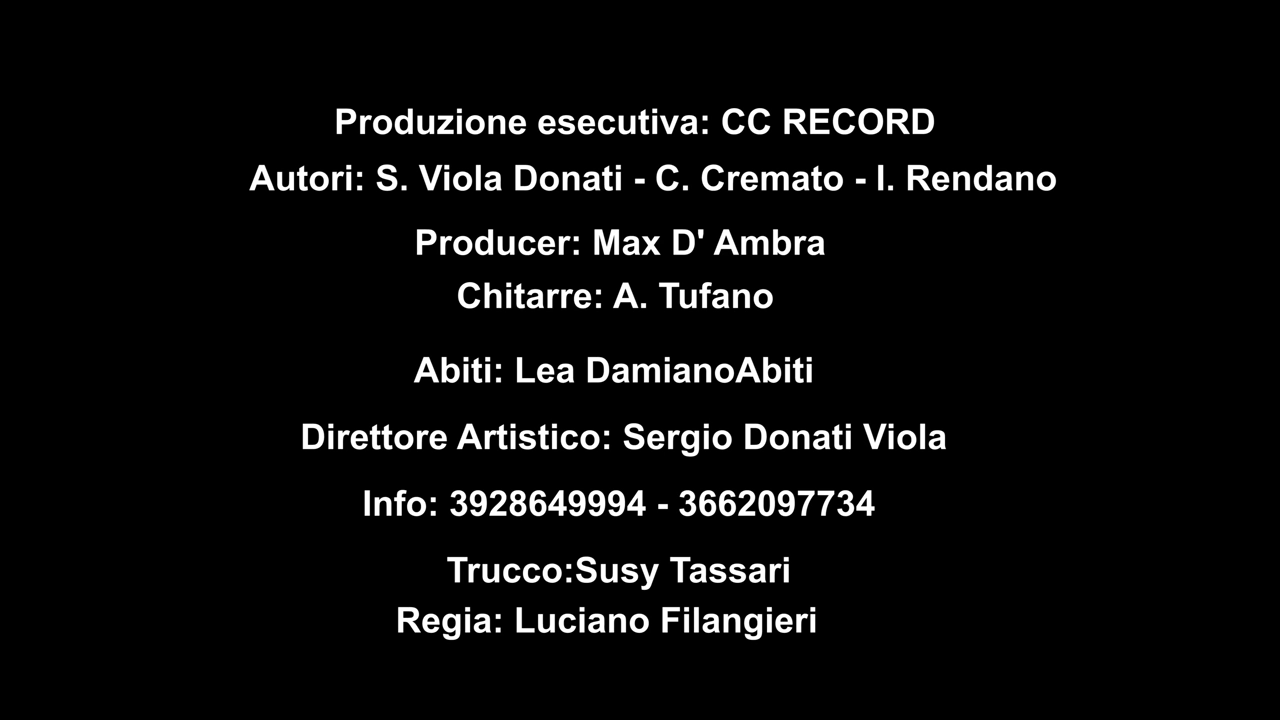 Produzione esecutiva: CC RECORD
Autori: S. Viola Donati - C. Cremato - I. Rendano
Producer: Max D' Ambra
Chitarre: A. Tufano
Abiti: Lea DamianoAbiti
Direttore Artistico: Sergio Donati Viola
Info: 3928649994 - 3662097734
Trucco:Susy Tassari
Regia: Luciano Filangieri